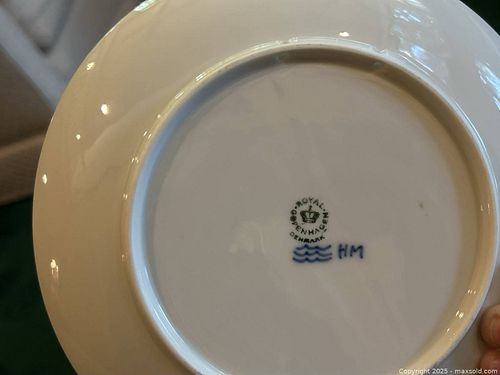 ROYAL
COPENHAGEN
DENMARK
HM
Copyright 2025 - maxsold.com